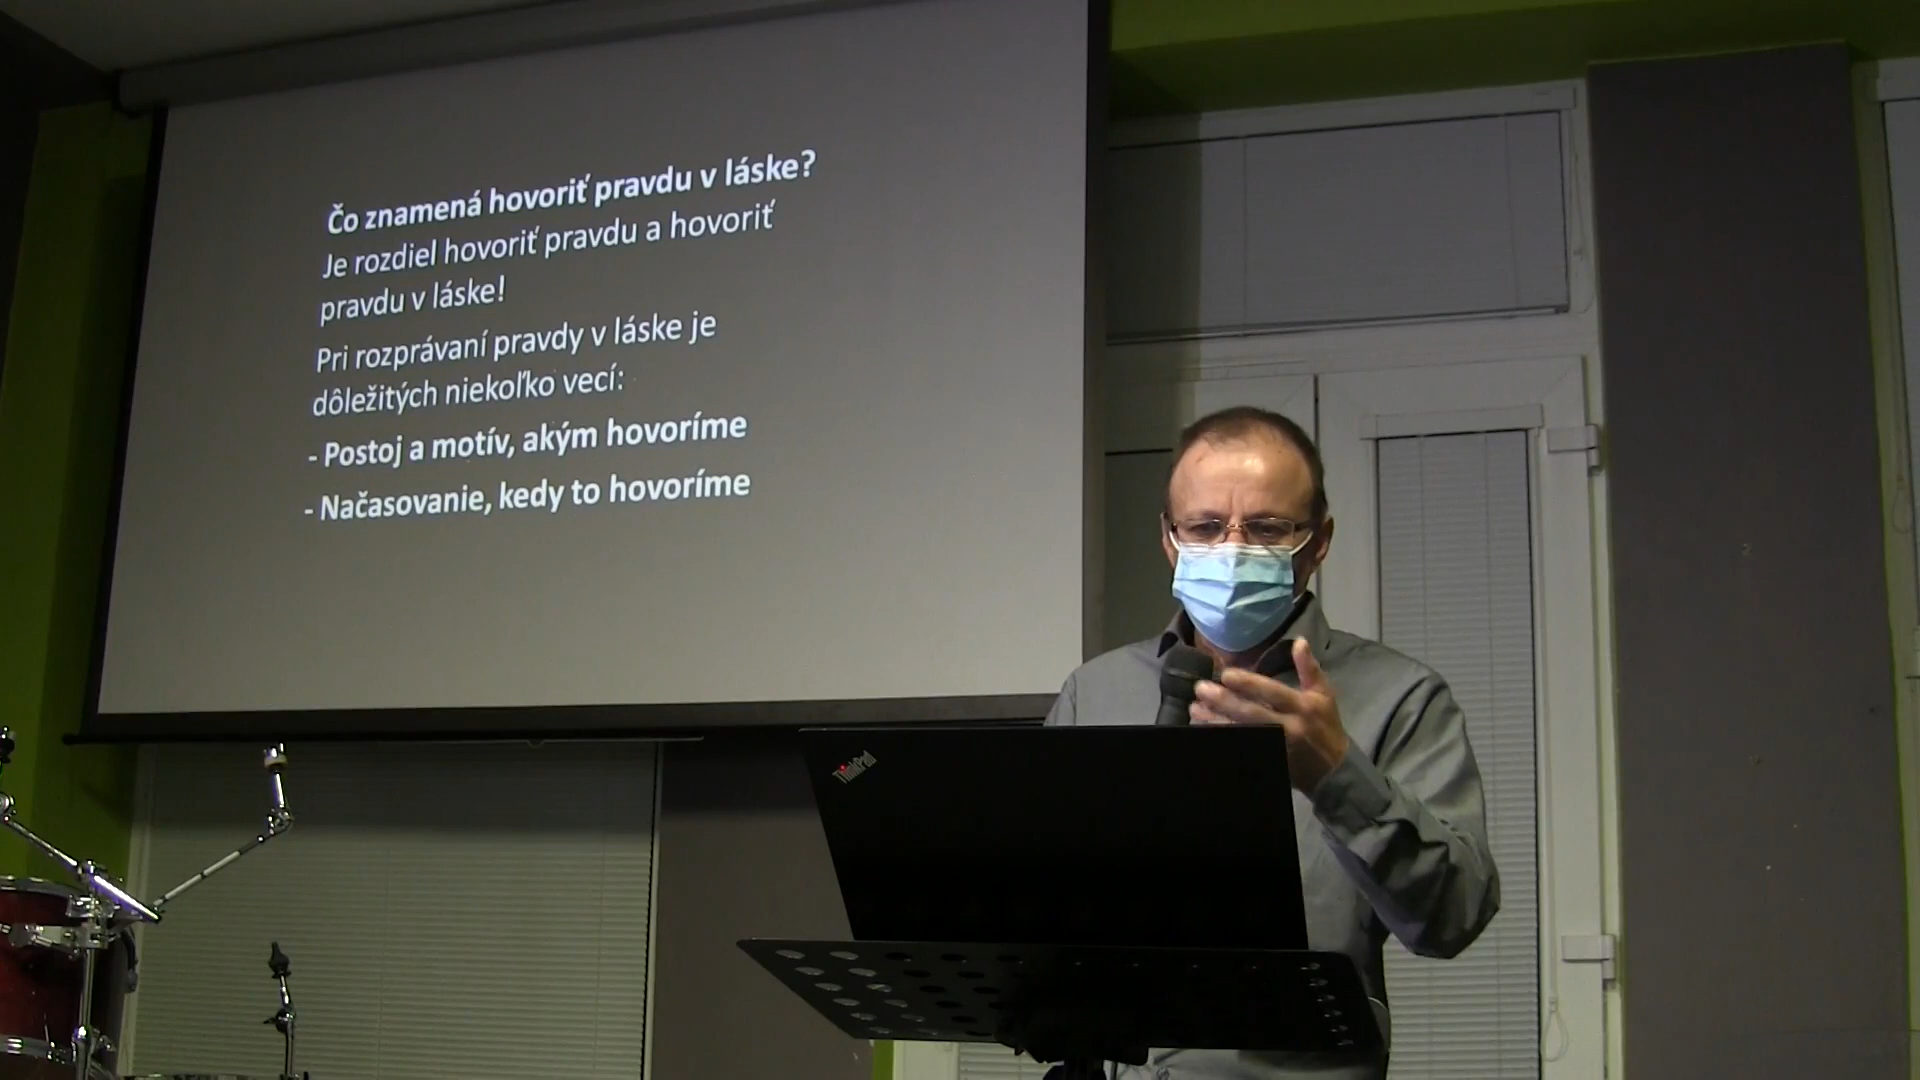 Čo znamená hovoriť pravdu v láske?
Je rozdiel hovoriť pravdu a hovoriť
pravdu v láske!
Pri rozprávaní pravdy v láske je
dôležitých niekoľko vecí:
- Postoj a motív, akým hovoríme
- Načasovanie, kedy to hovoríme
ThinkPad